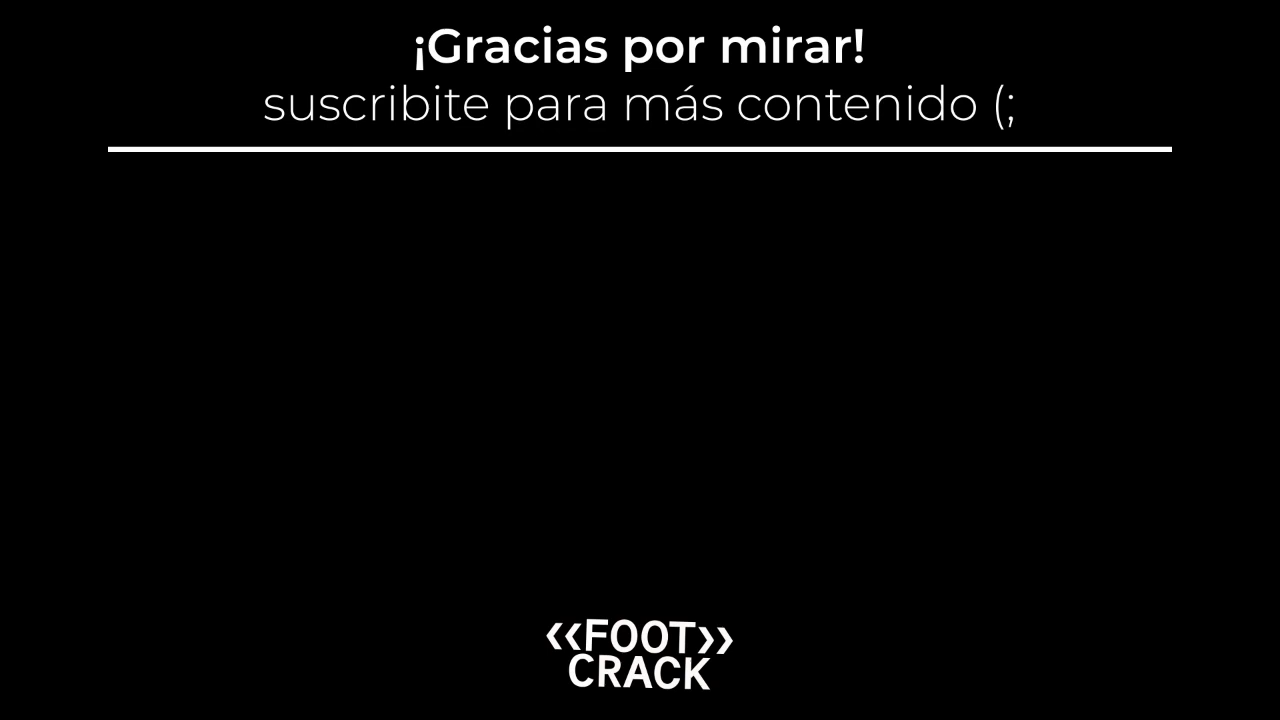 ¡Gracias por mirar!
suscribite para más contenido (;
‹‹FOOT››
CRACK